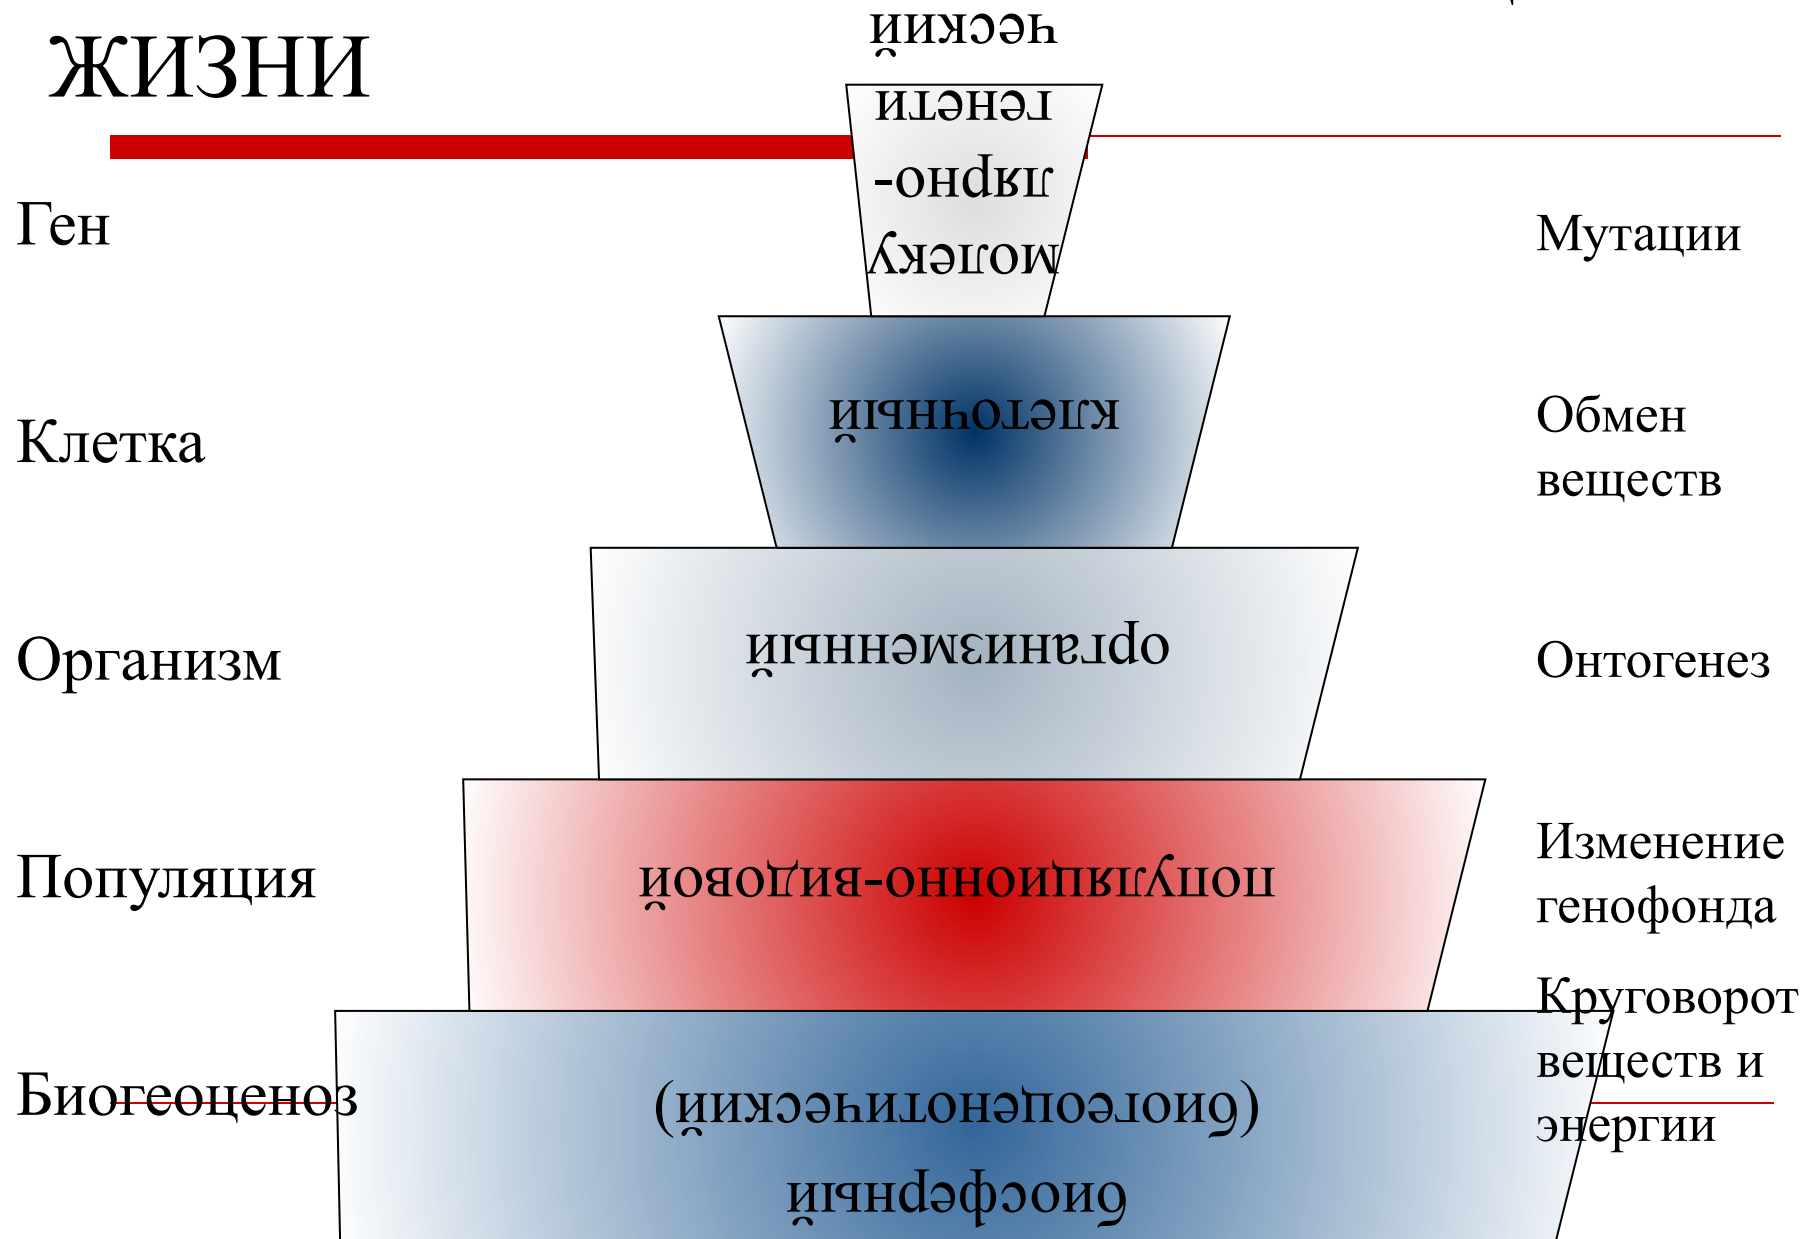 ЖИЗНИ
Ген
Клетка
Организм
Популяция
Биогеоценоз
молеку
лярно-
генети
ческий
клеточный
организменный
популяционно-видовой
биосферный
(биогеоценотический)
Мутации
Обмен
веществ
Онтогенез
Изменение
генофонда
Круговорот
веществ и
энергии